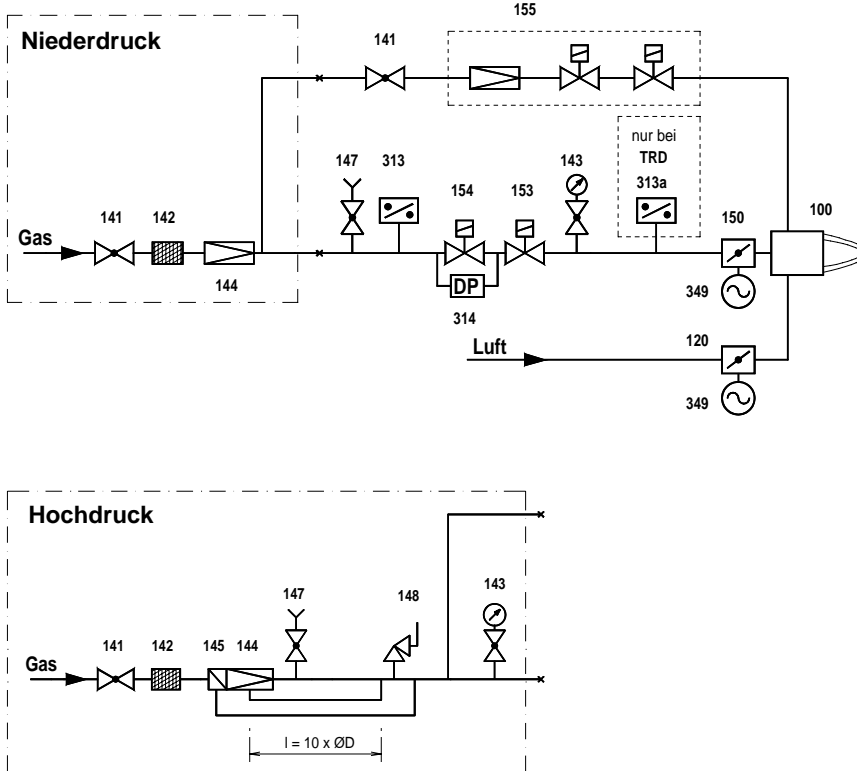 155
Niederdruck
141
nur bei
TRD
313a
147
313
143
154
153
141
142
150
100
Gas
144
DP
314
349
120
Luft
349
Hochdruck
147
148
143
141
142
145
144
Gas
l = 10 x ØD